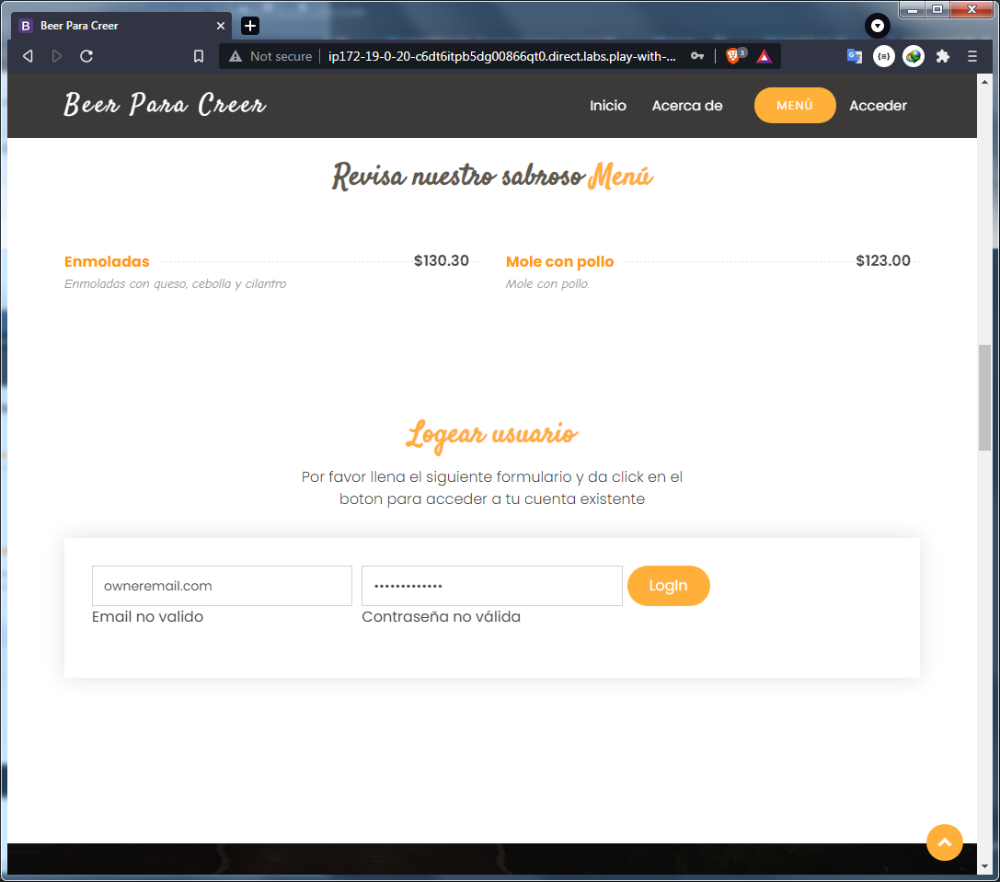 B Beer Para Creer
Not secure ip172-19-0-20-c6dt6itpb5dg00866qt0.direct.labs.play-with-...
3
Beer Para Creer
Inicio Acerca de MENÚ Acceder
Revisa nuestro sabroso Menú
Enmoladas $130.30 Mole con pollo $123.00
Enmoladas con queso, cebolla y cilantro Mole con pollo.
Logear usuario
Por favor llena el siguiente formulario y da click en el
boton para acceder a tu cuenta existente
owneremail.com ••••••••••••• LogIn
Email no valido Contraseña no válida